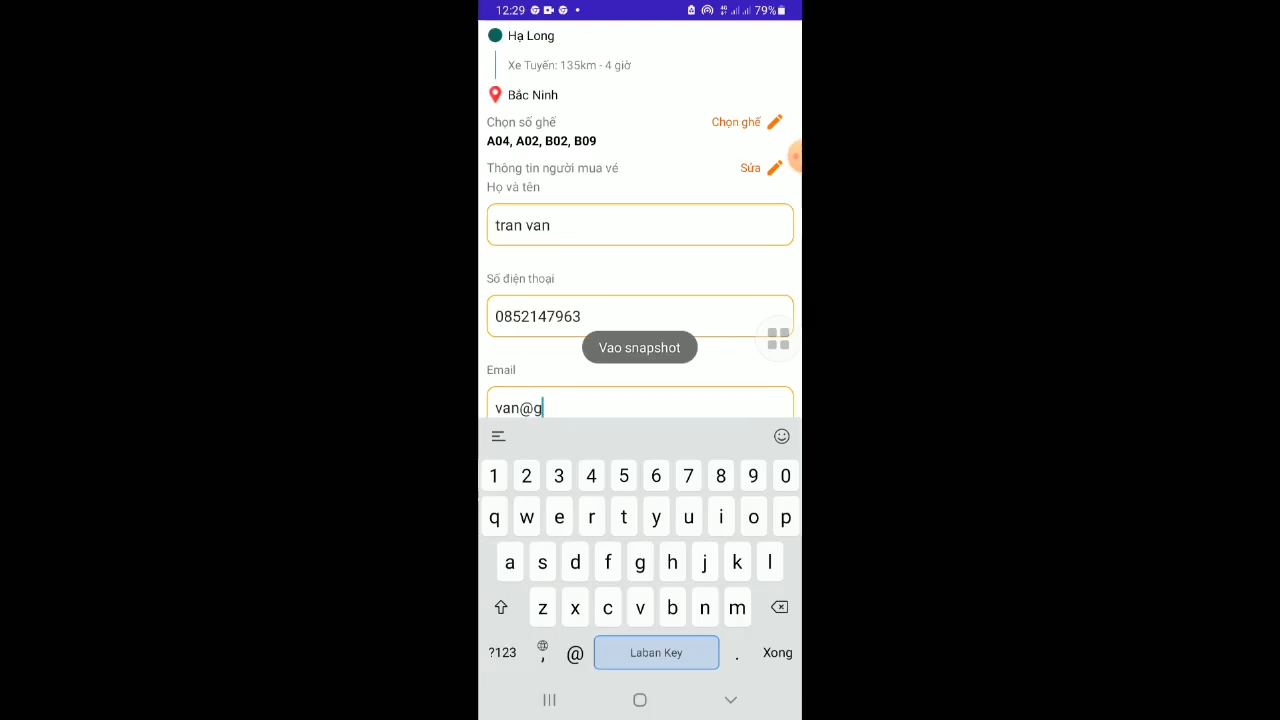 12:29 79%
Hạ Long
Xe Tuyến: 135km - 4 giờ
Bắc Ninh
Chọn số ghế Chọn ghế
A04, A02, B02, B09
Thông tin người mua vé Sửa
Họ và tên
tran van
Số điện thoại
0852147963
Vao snapshot
Email
van@g
1 2 3 4 5 6 7 8 9 0
q w e r t y u i o p
a s d f g h j k l
z x c v b n m
?123 , @ Laban Key . Xong